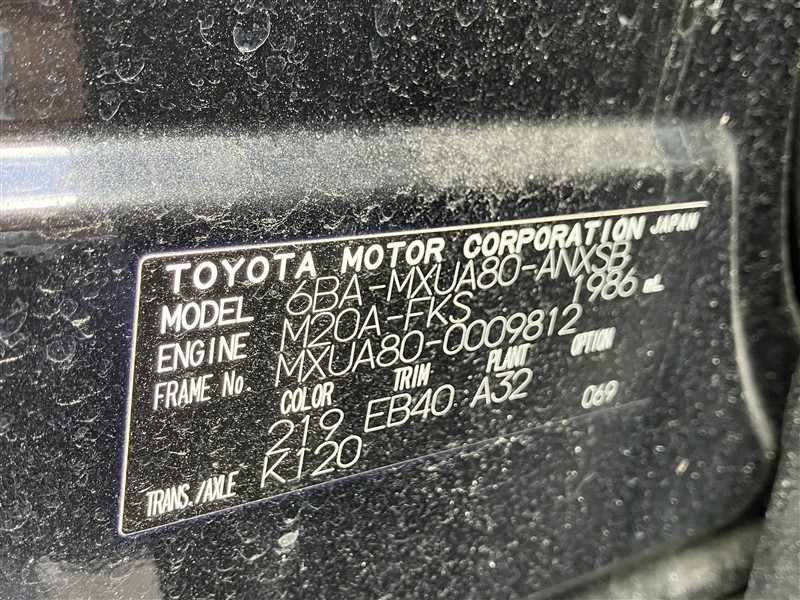 TOYOTA MOTOR CORPORATION JAPAN
MODEL 6BA-MXUA80-ANXSB
ENGINE M20A-FKS 1986 mL
FRAME No. MXUA80-0009812
COLOR TRIM PLANT OPTION
219 EB40 A32 069
TRANS./AXLE K120